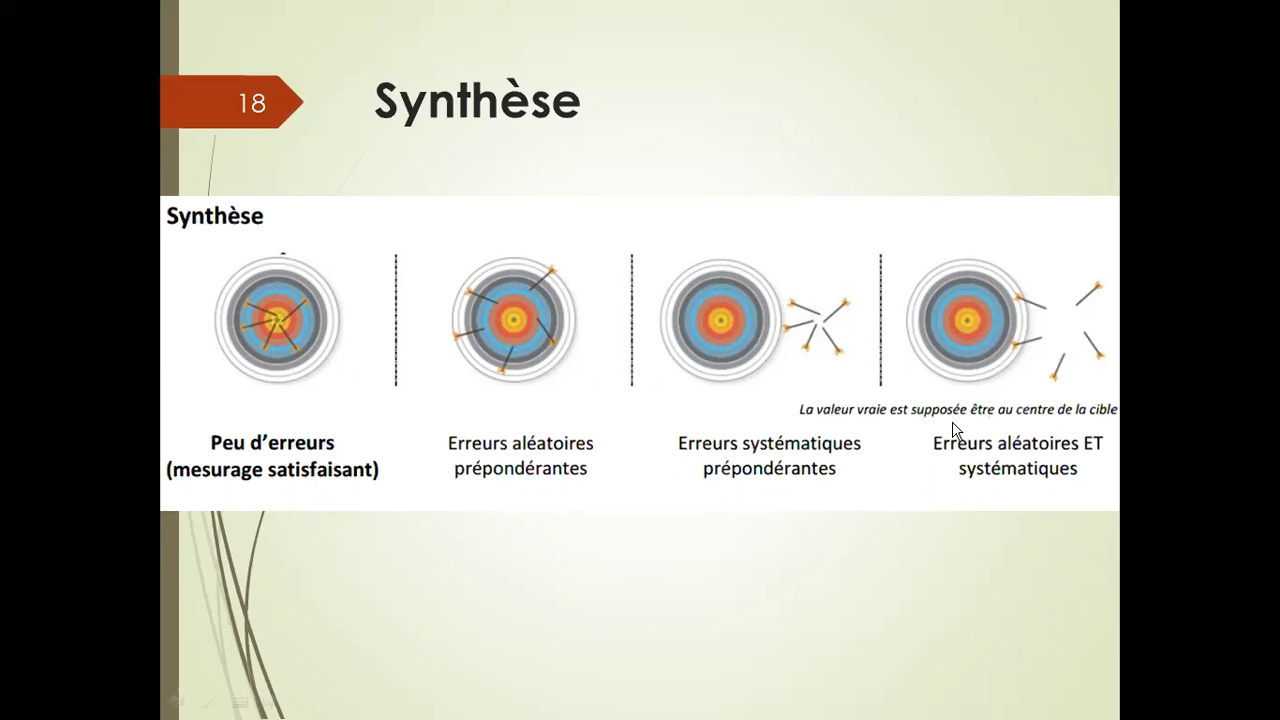 18
Synthèse
Synthèse
La valeur vraie est supposée être au centre de la cible
Peu d'erreurs
(mesurage satisfaisant)
Erreurs aléatoires
prépondérantes
Erreurs systématiques
prépondérantes
Erreurs aléatoires ET
systématiques